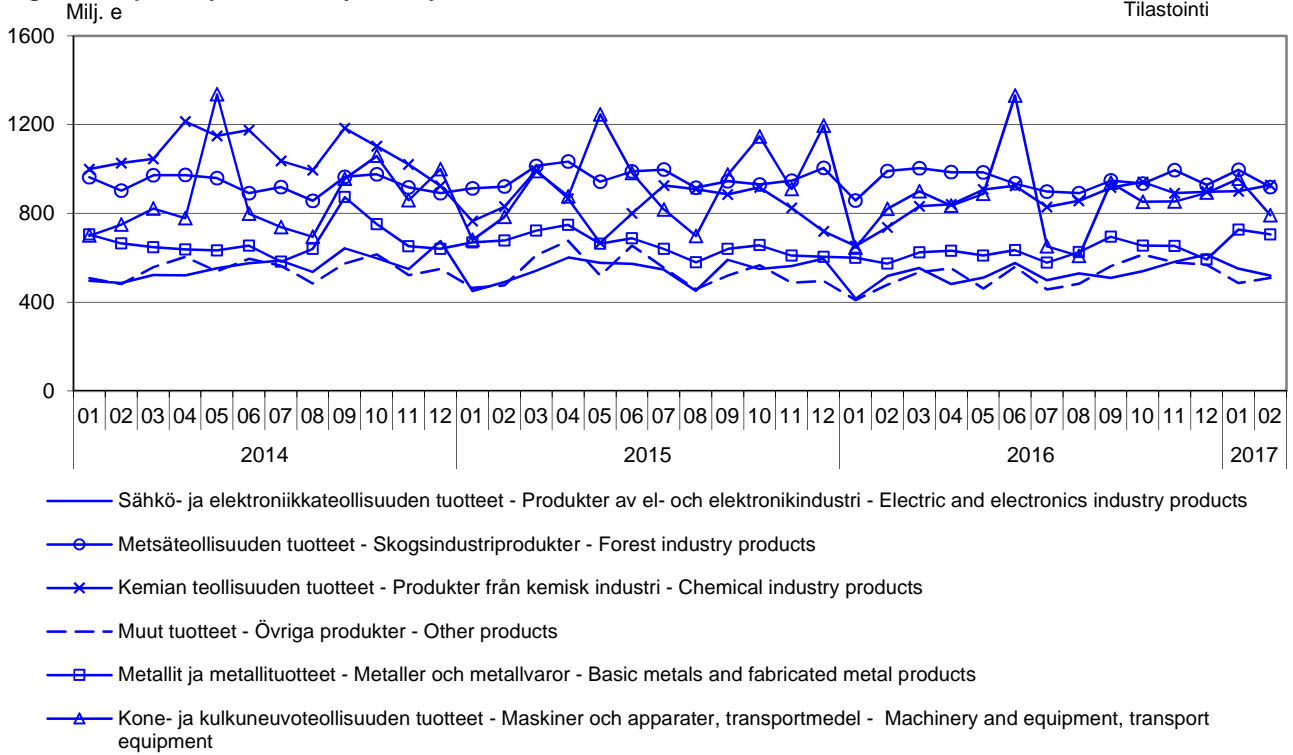 Milj. e
Tilastointi
1600
1200
800
400
0
01 02 03 04 05 06 07 08 09 10 11 12 01 02 03 04 05 06 07 08 09 10 11 12 01 02 03 04 05 06 07 08 09 10 11 12 01 02
2014 2015 2016 2017
Sähkö- ja elektroniikkateollisuuden tuotteet - Produkter av el- och elektronikindustri - Electric and electronics industry products
Metsäteollisuuden tuotteet - Skogsindustriprodukter - Forest industry products
Kemian teollisuuden tuotteet - Produkter från kemisk industri - Chemical industry products
Muut tuotteet - Övriga produkter - Other products
Metallit ja metallituotteet - Metaller och metallvaror - Basic metals and fabricated metal products
Kone- ja kulkuneuvoteollisuuden tuotteet - Maskiner och apparater, transportmedel - Machinery and equipment, transport
equipment